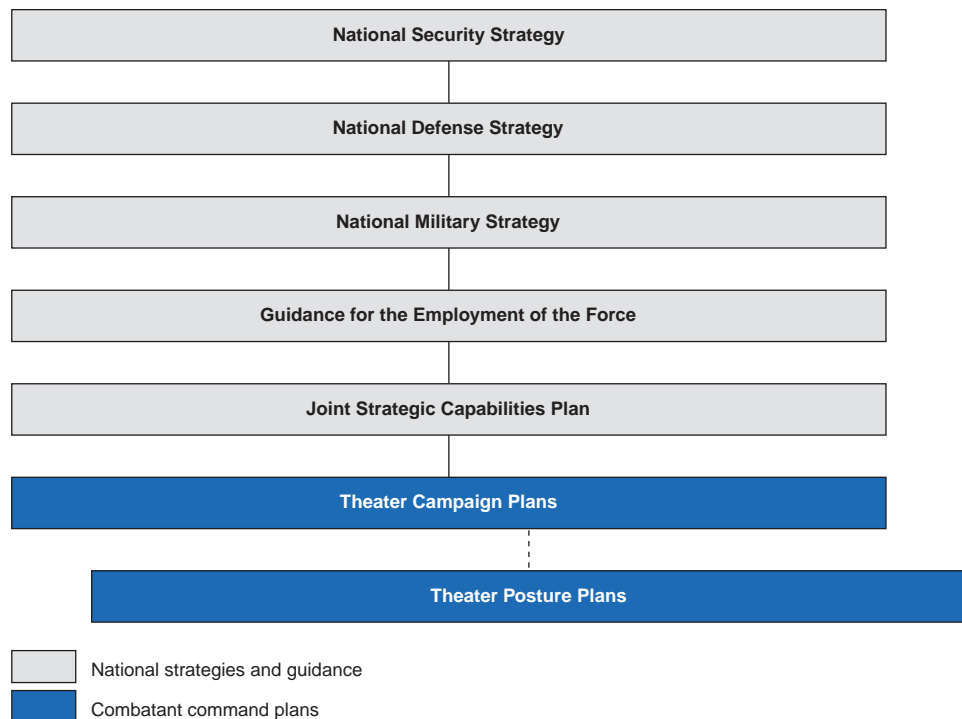 National Security Strategy
National Defense Strategy
National Military Strategy
Guidance for the Employment of the Force
Joint Strategic Capabilities Plan
Theater Campaign Plans
Theater Posture Plans
National strategies and guidance
Combatant command plans